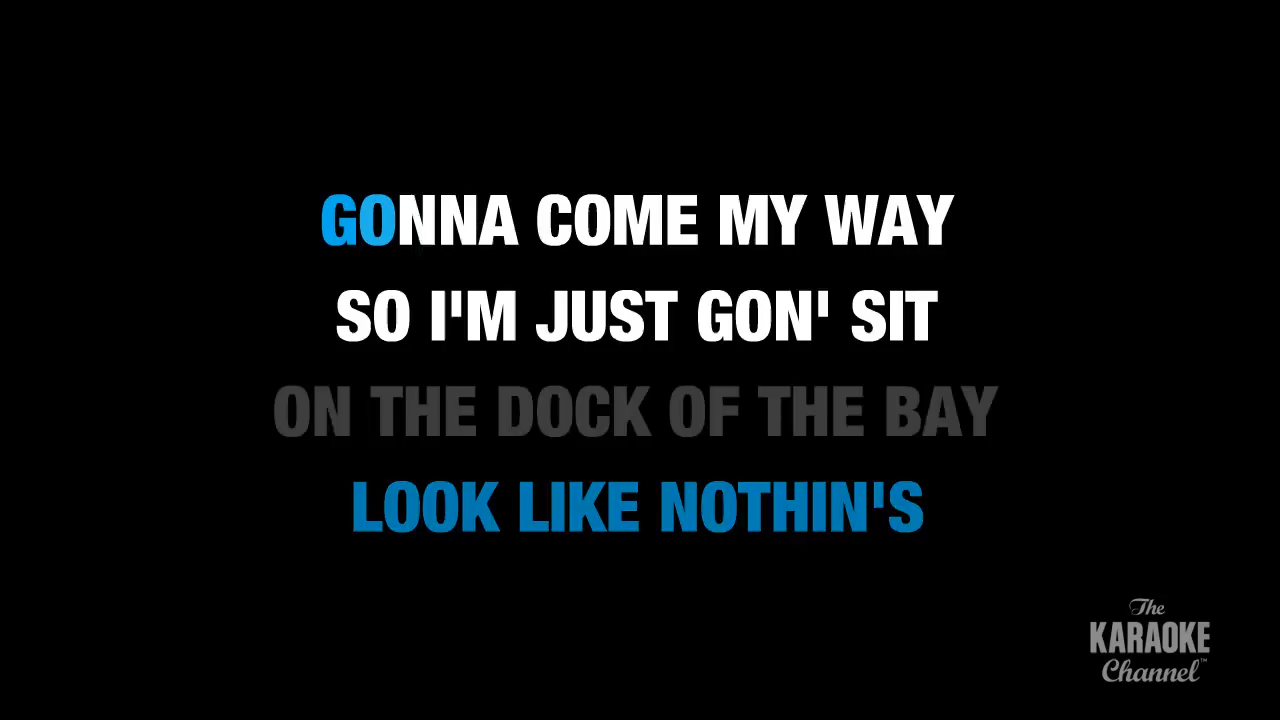 GONNA COME MY WAY
SO I'M JUST GON' SIT
ON THE DOCK OF THE BAY
LOOK LIKE NOTHIN'S
The
KARAOKE
Channel™